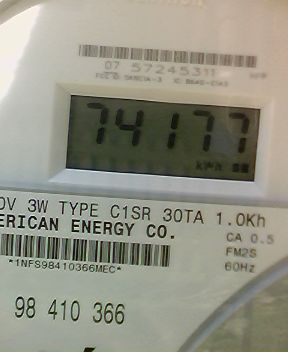 07 57245311
74177
kWh
0V 3W TYPE C1SR 30TA 1.0Kh
ERICAN ENERGY CO.
CA 0.5
*1NFS98410366MEC*
FM2S
60Hz
98 410 366